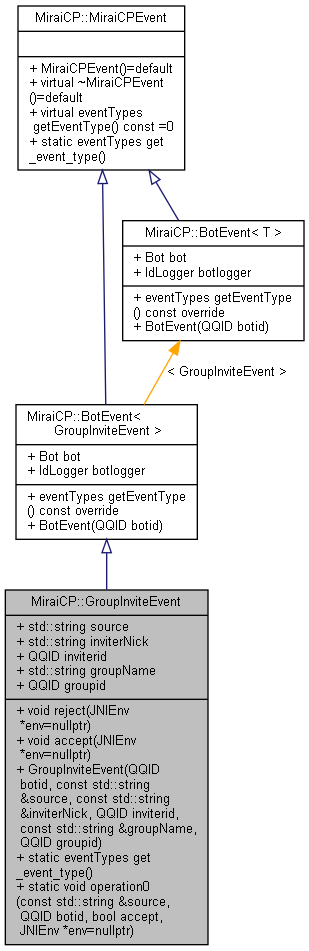 MiraiCP::MiraiCPEvent
+ MiraiCPEvent()=default
+ virtual ~MiraiCPEvent
()=default
+ virtual eventTypes
getEventType() const =0
+ static eventTypes get
_event_type()
MiraiCP::BotEvent< T >
+ Bot bot
+ IdLogger botlogger
+ eventTypes getEventType
() const override
+ BotEvent(QQID botid)
< GroupInviteEvent >
MiraiCP::BotEvent<
GroupInviteEvent >
+ Bot bot
+ IdLogger botlogger
+ eventTypes getEventType
() const override
+ BotEvent(QQID botid)
MiraiCP::GroupInviteEvent
+ std::string source
+ std::string inviterNick
+ QQID inviterid
+ std::string groupName
+ QQID groupid
+ void reject(JNIEnv
*env=nullptr)
+ void accept(JNIEnv
*env=nullptr)
+ GroupInviteEvent(QQID
botid, const std::string
&source, const std::string
&inviterNick, QQID inviterid,
const std::string &groupName,
QQID groupid)
+ static eventTypes get
_event_type()
+ static void operation0
(const std::string &source,
QQID botid, bool accept,
JNIEnv *env=nullptr)